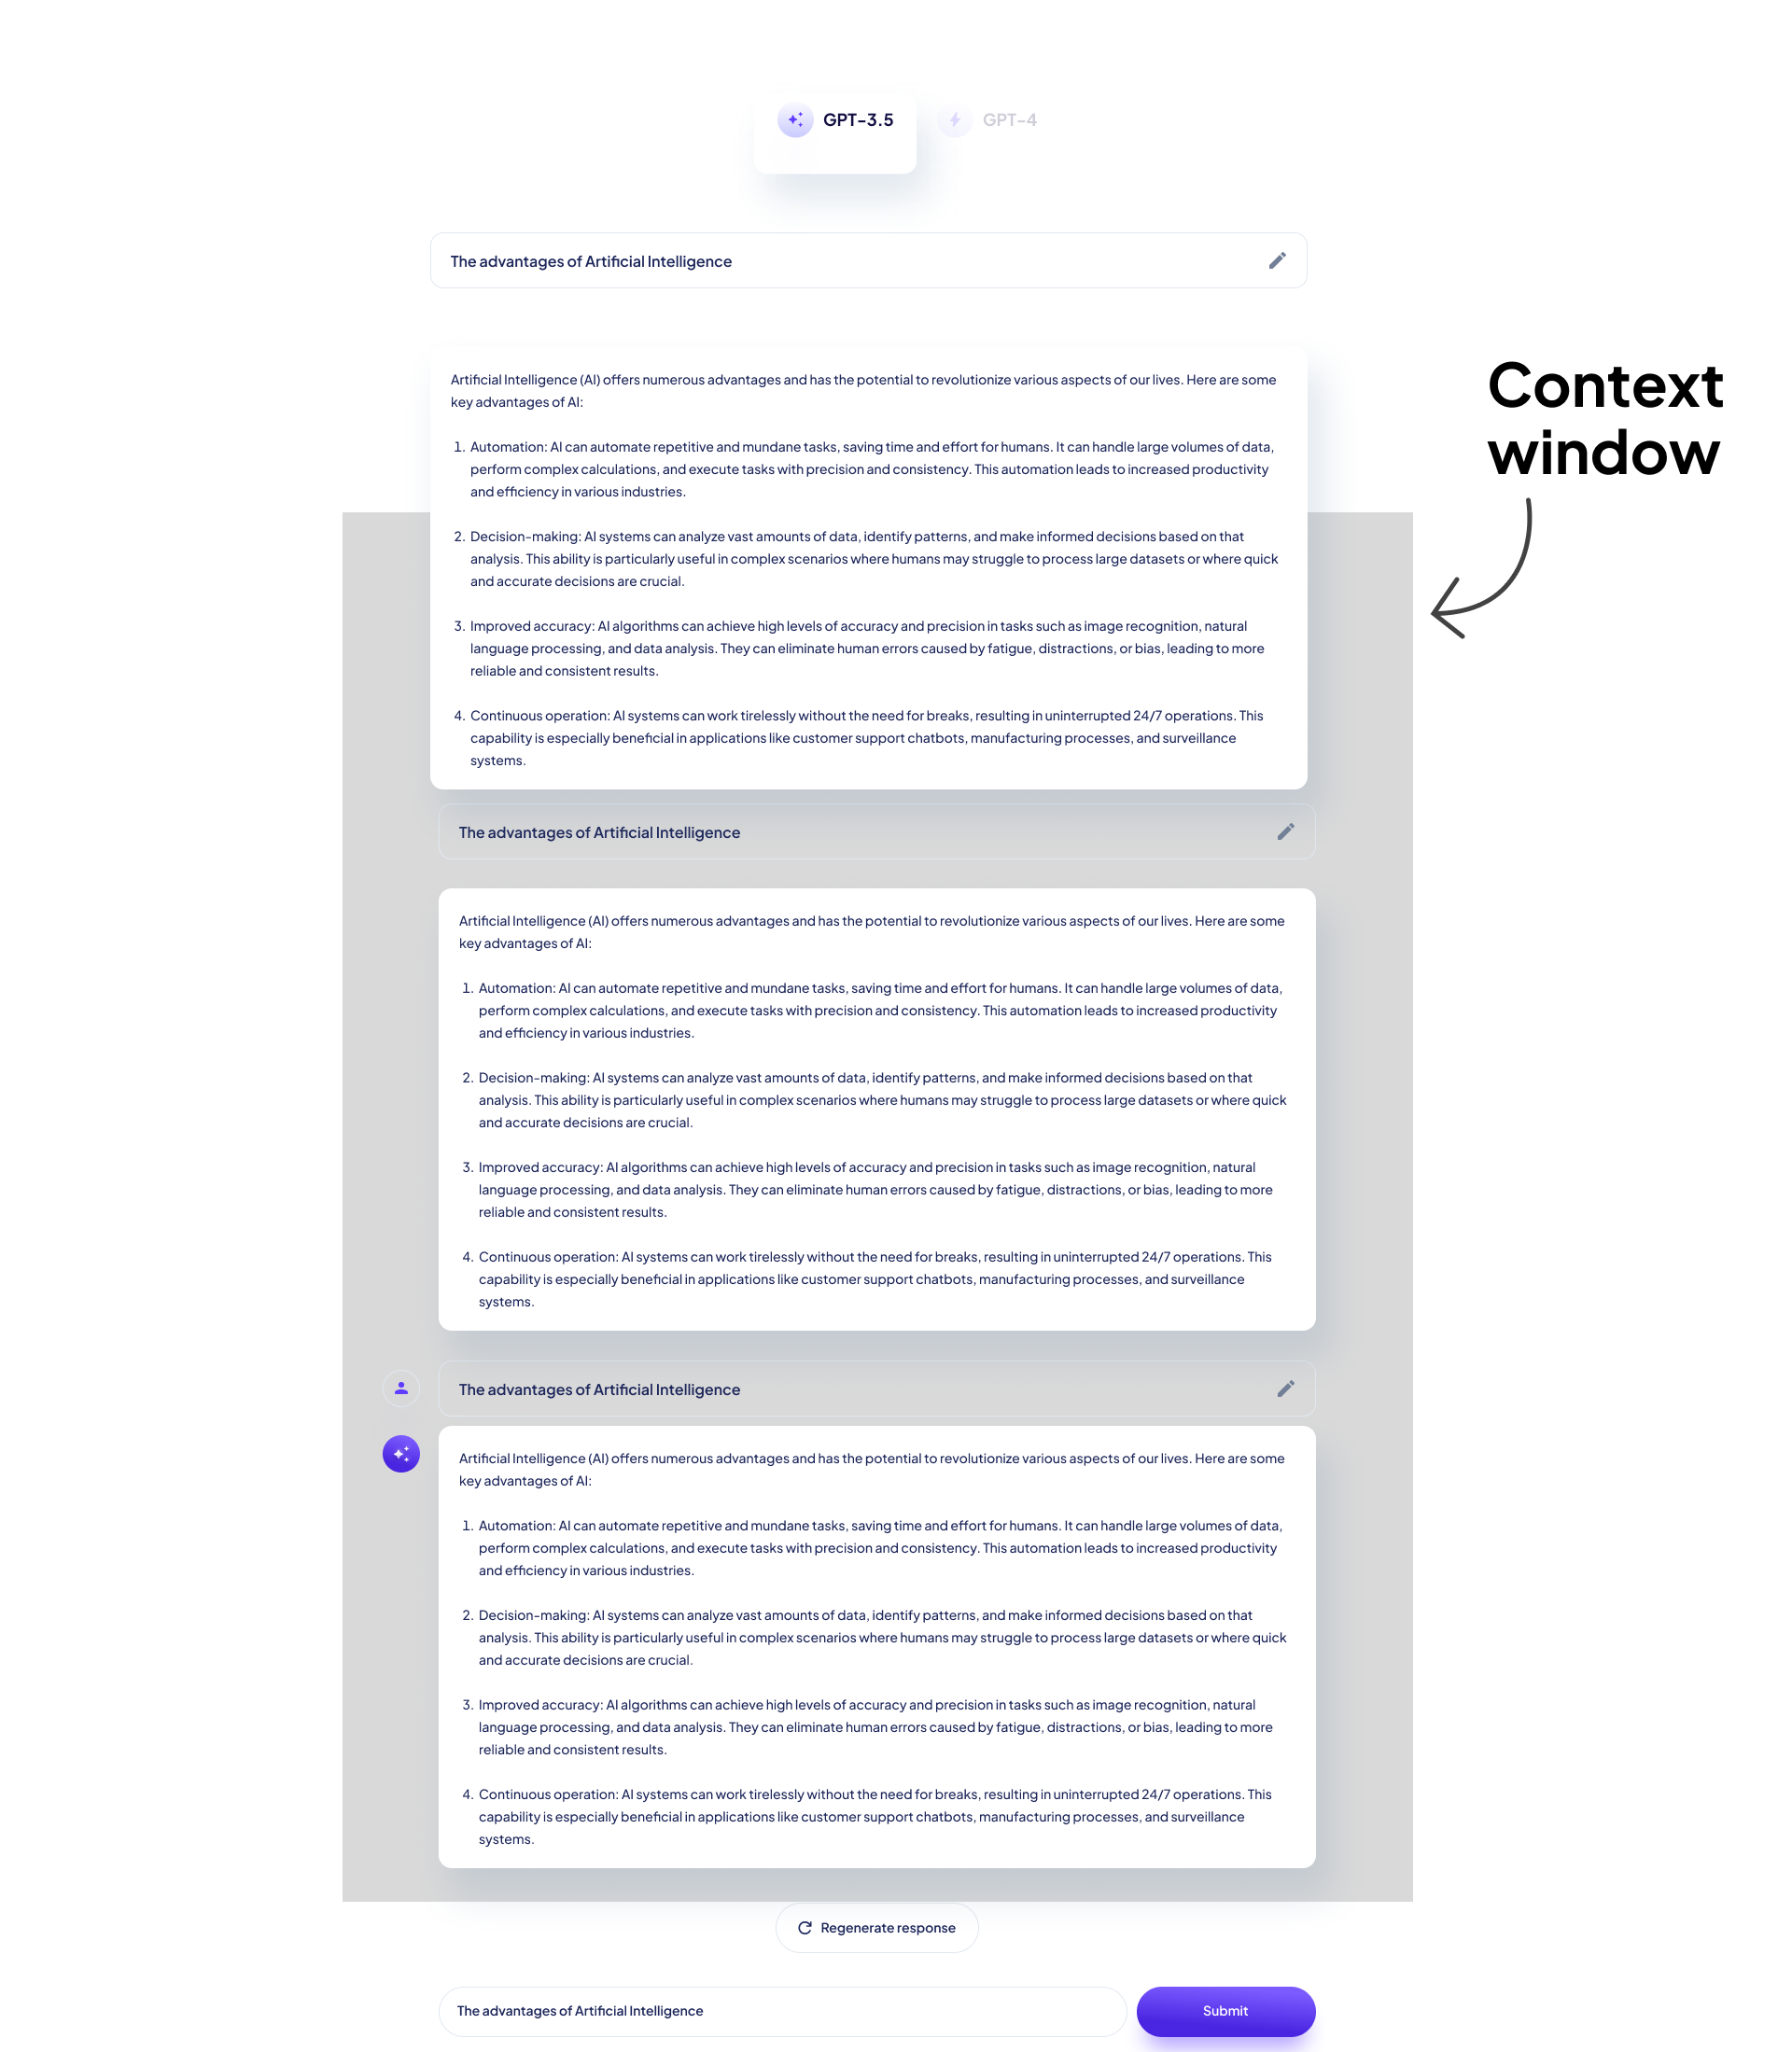 GPT-3.5
GPT-4
The advantages of Artificial Intelligence
Context
window
Artificial Intelligence (AI) offers numerous advantages and has the potential to revolutionize various aspects of our lives. Here are some
key advantages of AI:
1. Automation: AI can automate repetitive and mundane tasks, saving time and effort for humans. It can handle large volumes of data,
perform complex calculations, and execute tasks with precision and consistency. This automation leads to increased productivity
and efficiency in various industries.
2. Decision-making: AI systems can analyze vast amounts of data, identify patterns, and make informed decisions based on that
analysis. This ability is particularly useful in complex scenarios where humans may struggle to process large datasets or where quick
and accurate decisions are crucial.
3. Improved accuracy: AI algorithms can achieve high levels of accuracy and precision in tasks such as image recognition, natural
language processing, and data analysis. They can eliminate human errors caused by fatigue, distractions, or bias, leading to more
reliable and consistent results.
4. Continuous operation: AI systems can work tirelessly without the need for breaks, resulting in uninterrupted 24/7 operations. This
capability is especially beneficial in applications like customer support chatbots, manufacturing processes, and surveillance
systems.
The advantages of Artificial Intelligence
Artificial Intelligence (AI) offers numerous advantages and has the potential to revolutionize various aspects of our lives. Here are some
key advantages of AI:
1. Automation: AI can automate repetitive and mundane tasks, saving time and effort for humans. It can handle large volumes of data,
perform complex calculations, and execute tasks with precision and consistency. This automation leads to increased productivity
and efficiency in various industries.
2. Decision-making: AI systems can analyze vast amounts of data, identify patterns, and make informed decisions based on that
analysis. This ability is particularly useful in complex scenarios where humans may struggle to process large datasets or where quick
and accurate decisions are crucial.
3. Improved accuracy: AI algorithms can achieve high levels of accuracy and precision in tasks such as image recognition, natural
language processing, and data analysis. They can eliminate human errors caused by fatigue, distractions, or bias, leading to more
reliable and consistent results.
4. Continuous operation: AI systems can work tirelessly without the need for breaks, resulting in uninterrupted 24/7 operations. This
capability is especially beneficial in applications like customer support chatbots, manufacturing processes, and surveillance
systems.
The advantages of Artificial Intelligence
Artificial Intelligence (AI) offers numerous advantages and has the potential to revolutionize various aspects of our lives. Here are some
key advantages of AI:
1. Automation: AI can automate repetitive and mundane tasks, saving time and effort for humans. It can handle large volumes of data,
perform complex calculations, and execute tasks with precision and consistency. This automation leads to increased productivity
and efficiency in various industries.
2. Decision-making: AI systems can analyze vast amounts of data, identify patterns, and make informed decisions based on that
analysis. This ability is particularly useful in complex scenarios where humans may struggle to process large datasets or where quick
and accurate decisions are crucial.
3. Improved accuracy: AI algorithms can achieve high levels of accuracy and precision in tasks such as image recognition, natural
language processing, and data analysis. They can eliminate human errors caused by fatigue, distractions, or bias, leading to more
reliable and consistent results.
4. Continuous operation: AI systems can work tirelessly without the need for breaks, resulting in uninterrupted 24/7 operations. This
capability is especially beneficial in applications like customer support chatbots, manufacturing processes, and surveillance
systems.
Regenerate response
The advantages of Artificial Intelligence
Submit